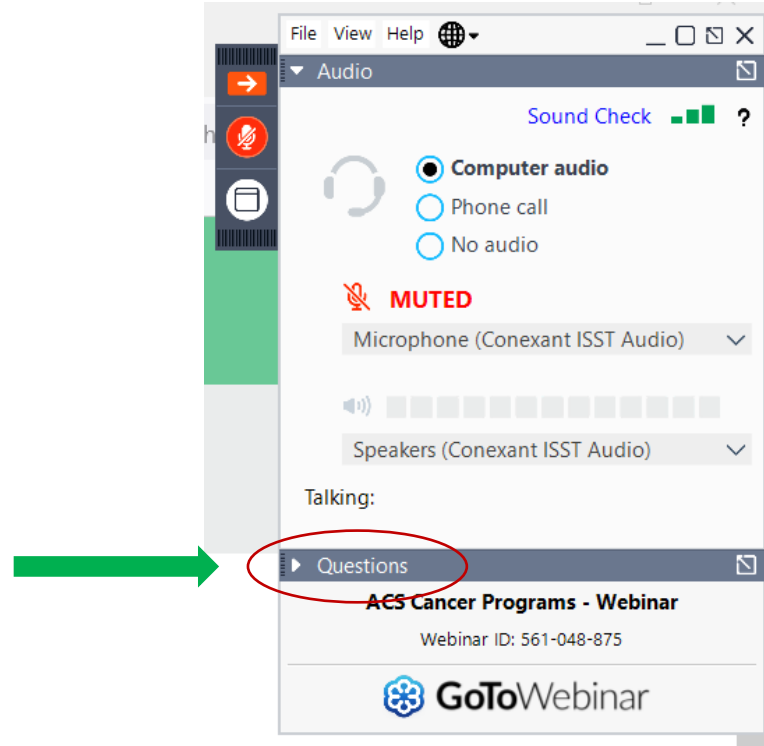 File View Help
Audio
Sound Check ?
Computer audio
Phone call
No audio
MUTED
Microphone (Conexant ISST Audio)
Speakers (Conexant ISST Audio)
Talking:
Questions
ACS Cancer Programs - Webinar
Webinar ID: 561-048-875
GoToWebinar